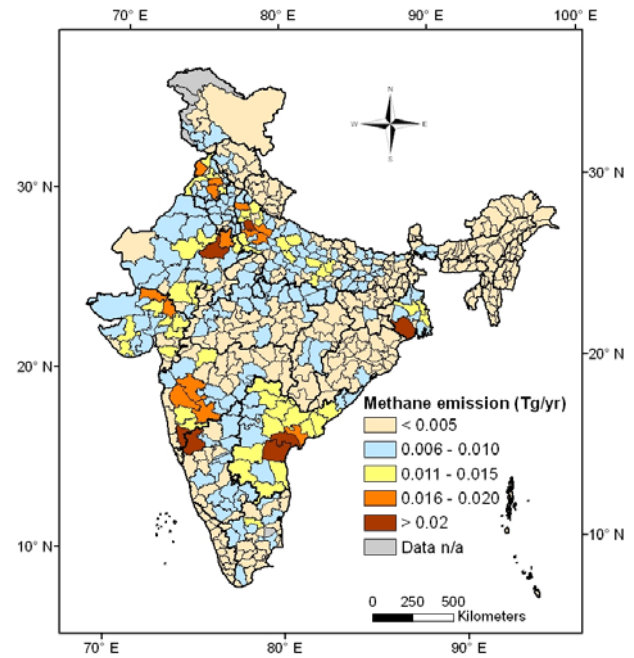 70° E 80° E 90° E 100° E
N
W E
S
30° N 30° N
20° N 20° N
Methane emission (Tg/yr)
< 0.005
0.006 - 0.010
0.011 - 0.015
0.016 - 0.020
> 0.02
Data n/a
10° N 10° N
0 250 500
Kilometers
70° E 80° E 90° E